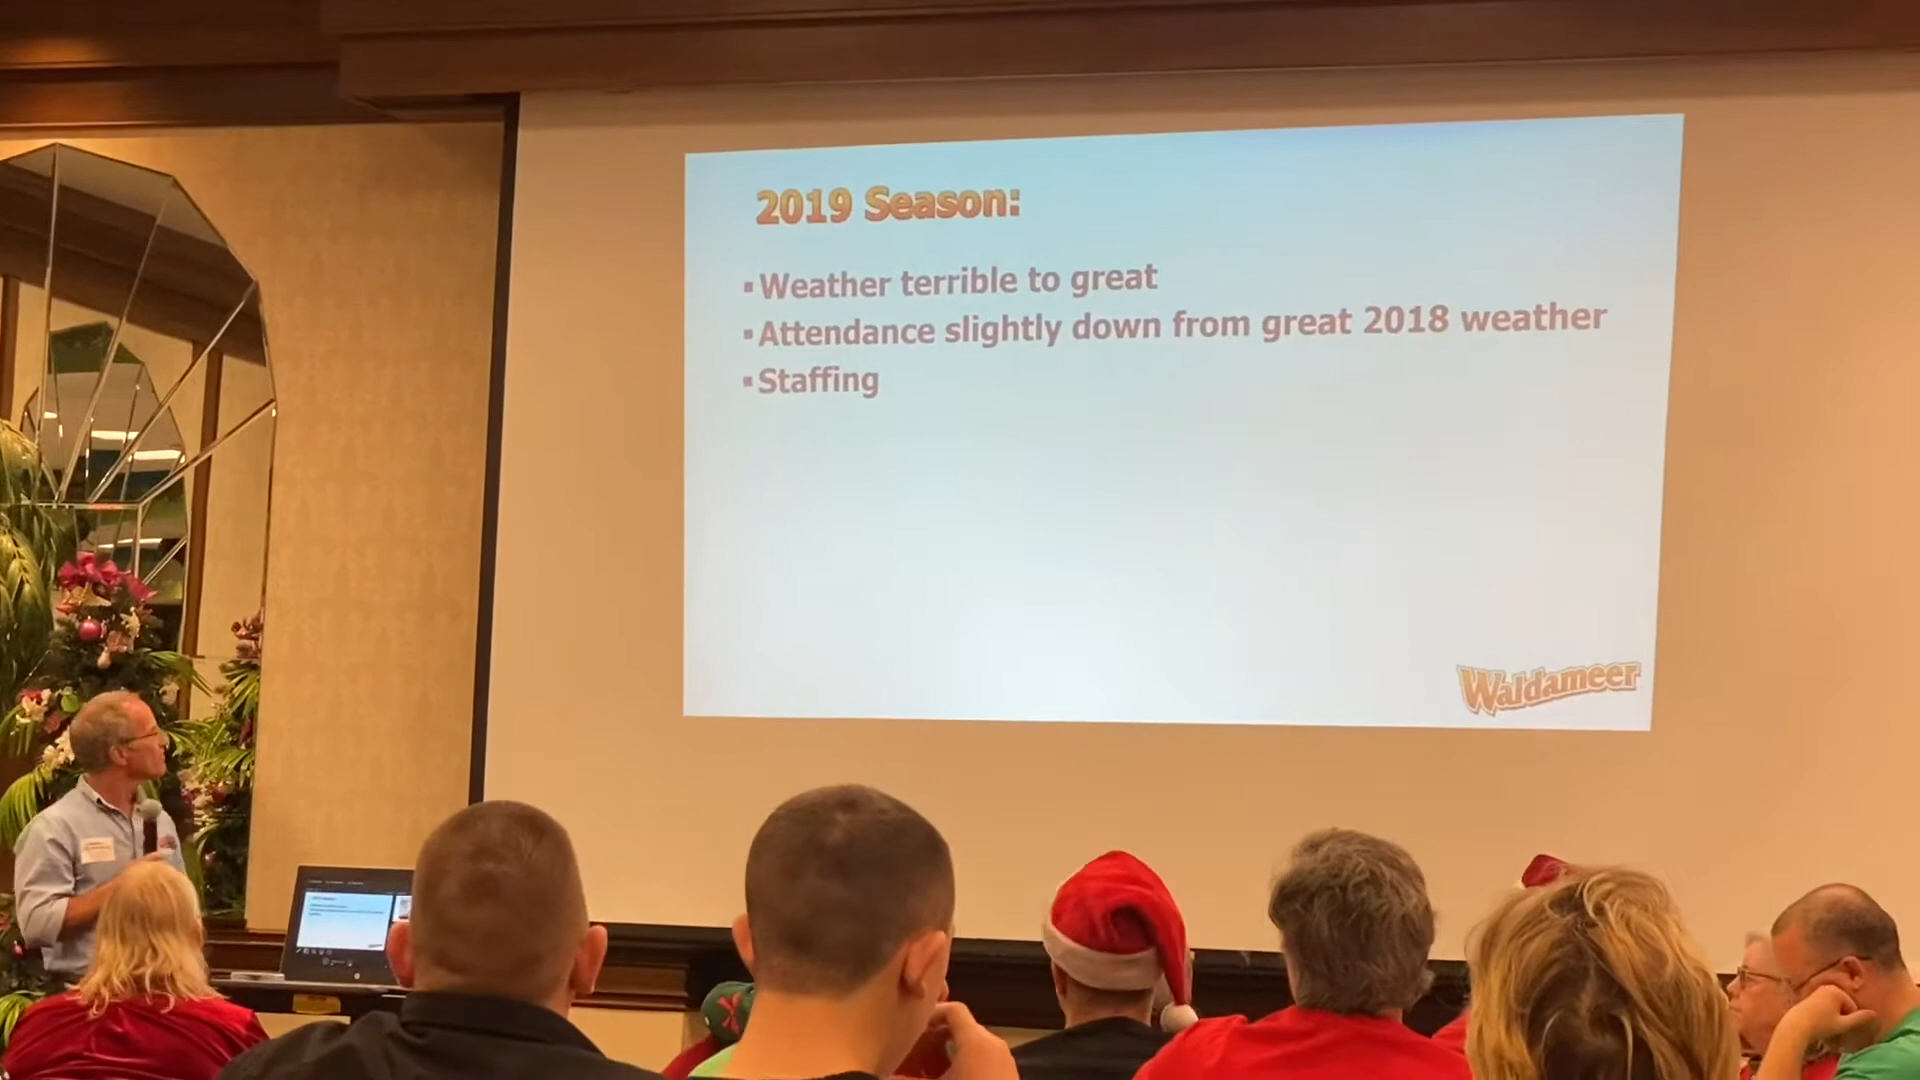 2019 Season:
▪Weather terrible to great
▪Attendance slightly down from great 2018 weather
▪Staffing
Waldameer